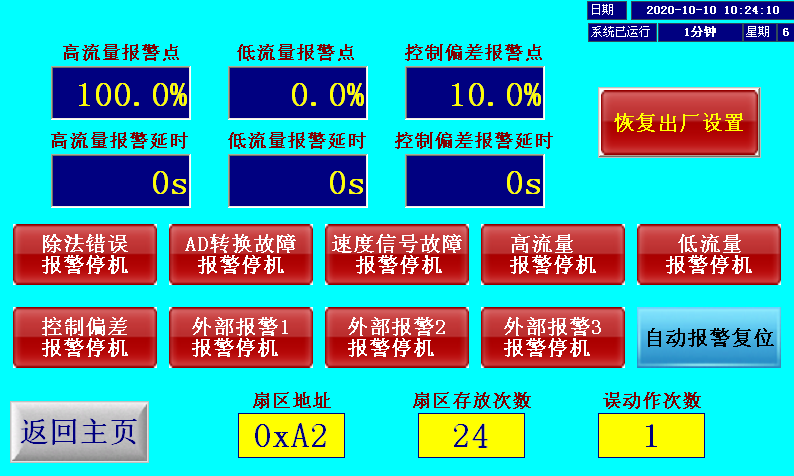 日期 2020-10-10 10:24:10
系统已运行 1分钟 星期 6
高流量报警点 低流量报警点 控制偏差报警点
100.0% 0.0% 10.0%
恢复出厂设置
高流量报警延时 低流量报警延时 控制偏差报警延时
0s 0s 0s
除法错误
报警停机
AD转换故障
报警停机
速度信号故障
报警停机
高流量
报警停机
低流量
报警停机
控制偏差
报警停机
外部报警1
报警停机
外部报警2
报警停机
外部报警3
报警停机
自动报警复位
返回主页
扇区地址 扇区存放次数 误动作次数
0xA2 24 1